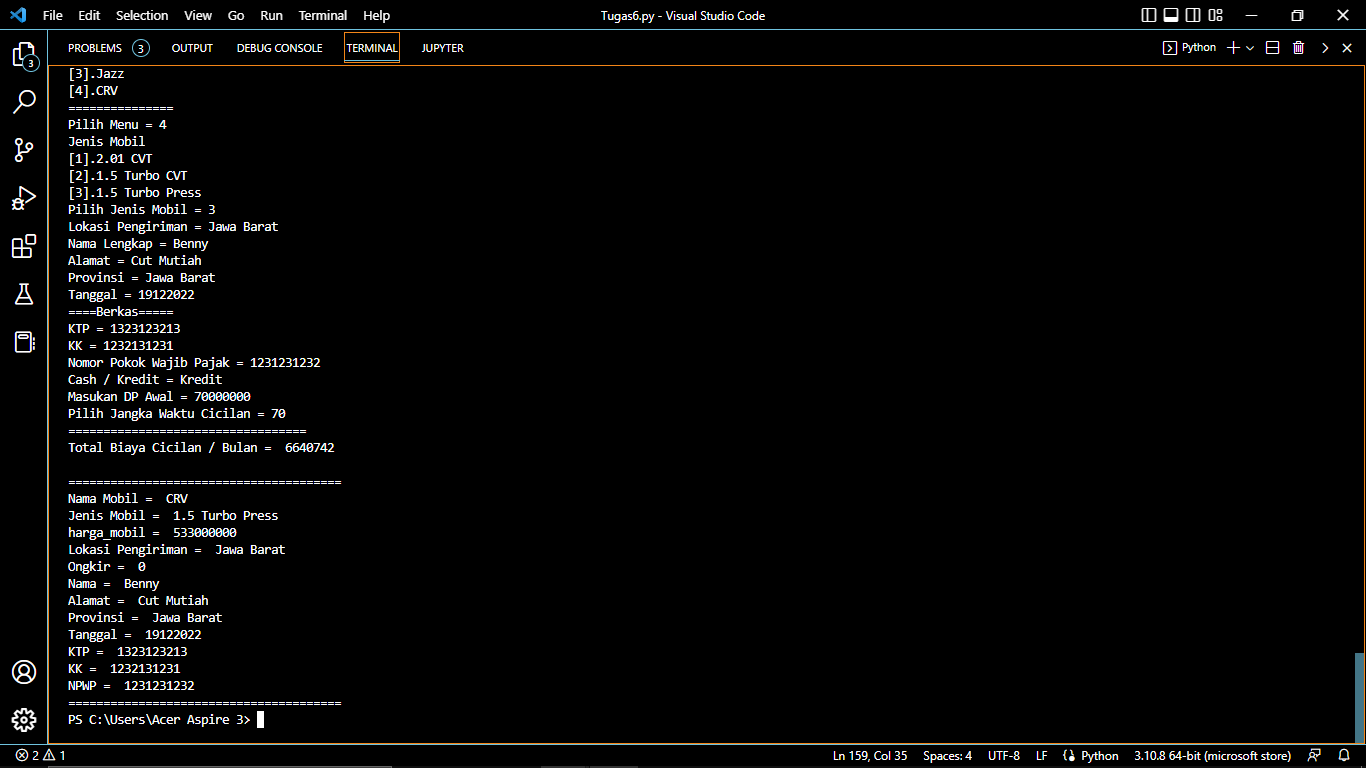 File Edit Selection View Go Run Terminal Help Tugas6.py - Visual Studio Code
PROBLEMS 3 OUTPUT DEBUG CONSOLE TERMINAL JUPYTER Python
3
[3].Jazz
[4].CRV
===============
Pilih Menu = 4
Jenis Mobil
[1].2.01 CVT
[2].1.5 Turbo CVT
[3].1.5 Turbo Press
Pilih Jenis Mobil = 3
Lokasi Pengiriman = Jawa Barat
Nama Lengkap = Benny
Alamat = Cut Mutiah
Provinsi = Jawa Barat
Tanggal = 19122022
====Berkas=====
KTP = 1323123213
KK = 1232131231
Nomor Pokok Wajib Pajak = 1231231232
Cash / Kredit = Kredit
Masukan DP Awal = 70000000
Pilih Jangka Waktu Cicilan = 70
==================================
Total Biaya Cicilan / Bulan =  6640742
=======================================
Nama Mobil =  CRV
Jenis Mobil =  1.5 Turbo Press
harga_mobil =  533000000
Lokasi Pengiriman =  Jawa Barat
Ongkir =  0
Nama =  Benny
Alamat =  Cut Mutiah
Provinsi =  Jawa Barat
Tanggal =  19122022
KTP =  1323123213
KK =  1232131231
NPWP =  1231231232
=======================================
PS C:\Users\Acer Aspire 3>
2 1 Ln 159, Col 35 Spaces: 4 UTF-8 LF Python 3.10.8 64-bit (microsoft store)